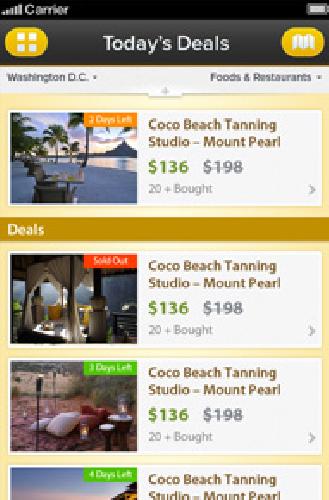 Carrier
Today's Deals
Washington D.C.
Foods & Restaurants
2 Days Left
Coco Beach Tanning
Studio – Mount Pearl
$136 $198
20 + Bought
Deals
Sold Out
Coco Beach Tanning
Studio – Mount Pearl
$136 $198
20 + Bought
3 Days Left
Coco Beach Tanning
Studio – Mount Pearl
$136 $198
20 + Bought
4 Days Left
Coco Beach Tanning
Studio – Mount Pearl